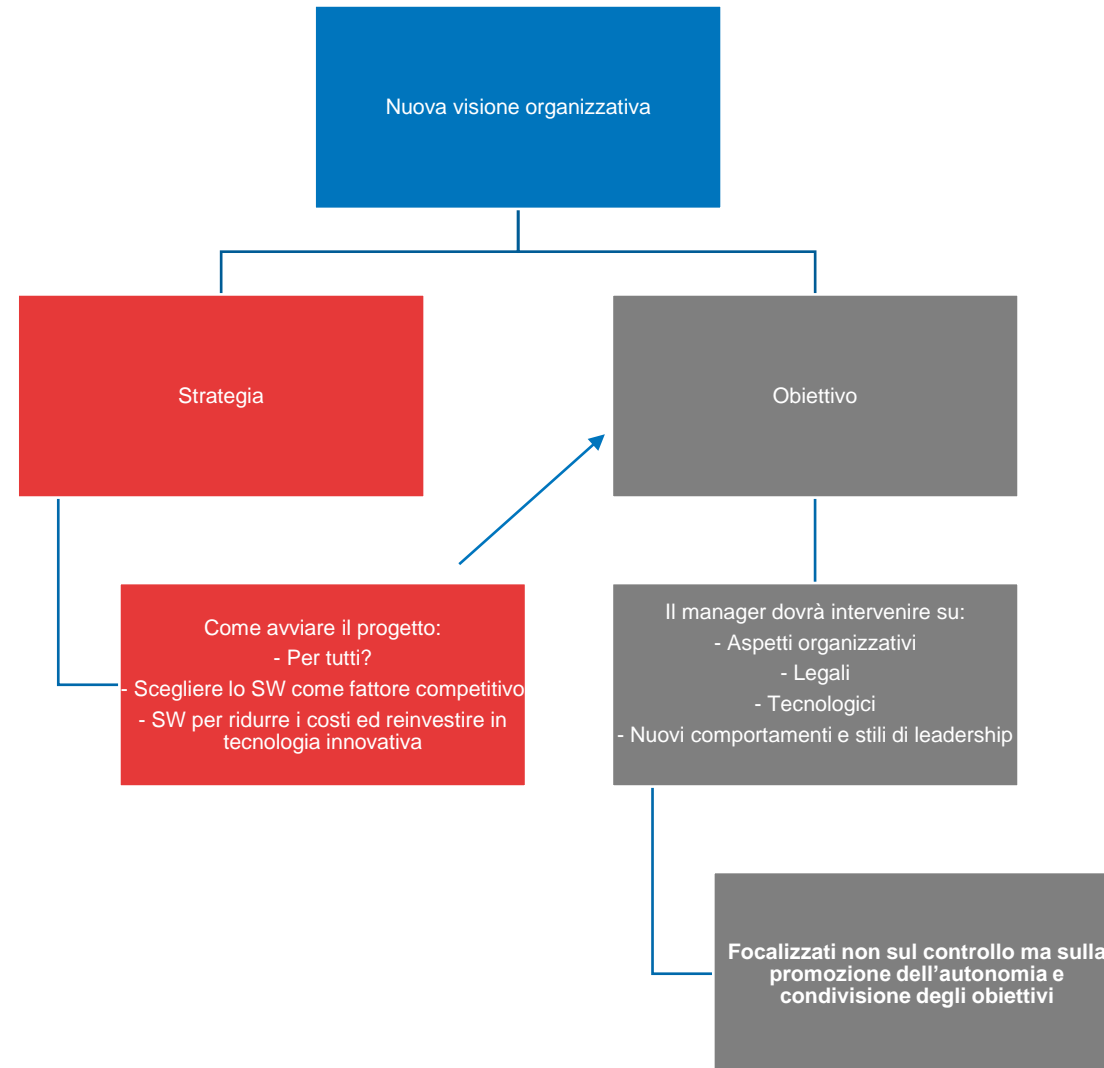 Nuova visione organizzativa
Strategia
Obiettivo
Come avviare il progetto:
- Per tutti?
- Scegliere lo SW come fattore competitivo
- SW per ridurre i costi ed reinvestire in
tecnologia innovativa
Il manager dovrà intervenire su:
- Aspetti organizzativi
- Legali
- Tecnologici
- Nuovi comportamenti e stili di leadership
Focalizzati non sul controllo ma sulla
promozione dell'autonomia e
condivisione degli obiettivi